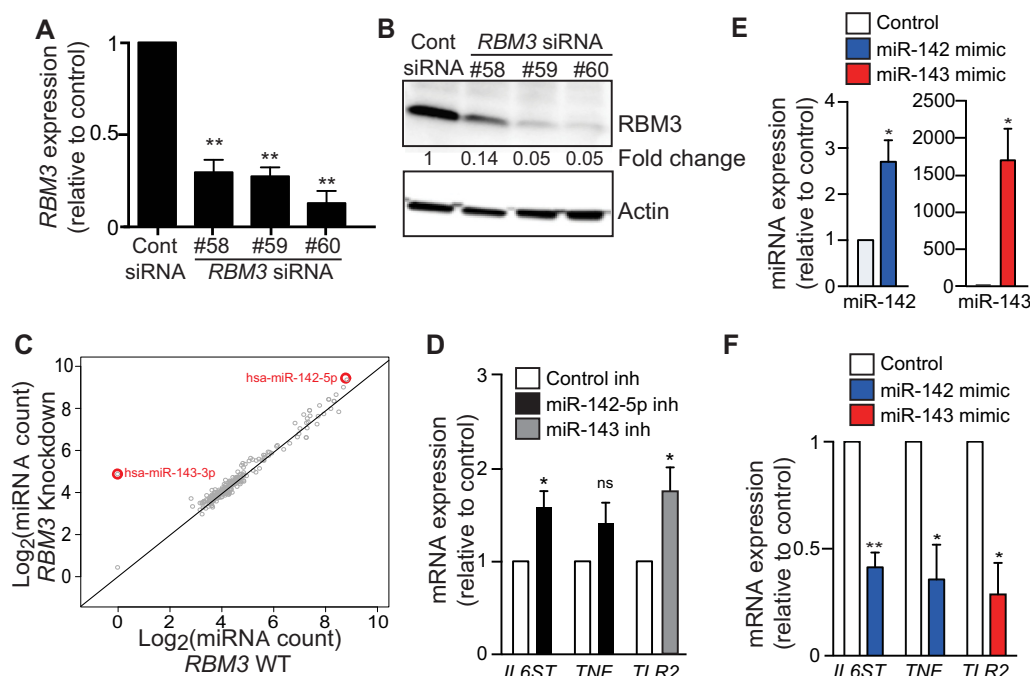 A
RBM3 expression
(relative to control)
1
0.5
0
**
**
**
Cont
siRNA
#58
#59
#60
RBM3 siRNA
B
Cont
siRNA
RBM3 siRNA
#58
#59
#60
RBM3
1
0.14
0.05
0.05
Fold change
Actin
C
Log2(miRNA count)
RBM3 Knockdown
10
8
6
4
2
0
hsa-miR-142-5p
hsa-miR-143-3p
0
2
4
6
8
10
Log2(miRNA count)
RBM3 WT
D
mRNA expression
(relative to control)
3
2
1
0
Control inh
miR-142-5p inh
miR-143 inh
*
ns
*
IL6ST
TNF
TLR2
E
Control
miR-142 mimic
miR-143 mimic
miRNA expression
(relative to control)
4
3
2
1
0
*
miR-142
2500
2000
1500
1000
500
0
*
miR-143
F
Control
miR-142 mimic
miR-143 mimic
mRNA expression
(relative to control)
1
0.5
0
**
*
*
IL6ST
TNF
TLR2